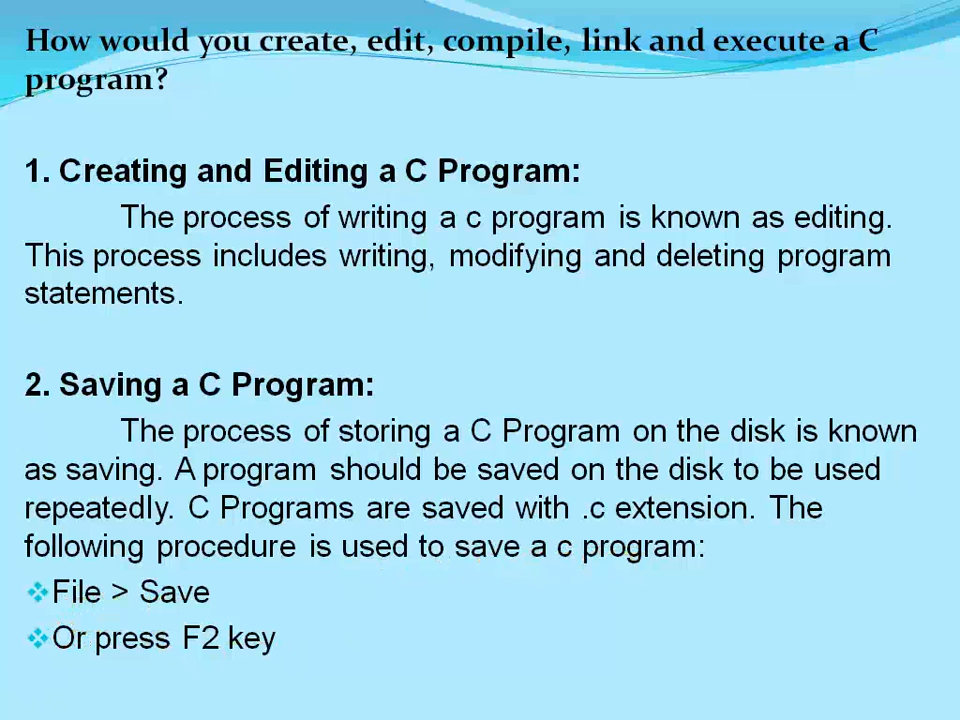 How would you create, edit, compile, link and execute a C
program?
1. Creating and Editing a C Program:
The process of writing a c program is known as editing.
This process includes writing, modifying and deleting program
statements.
2. Saving a C Program:
The process of storing a C Program on the disk is known
as saving. A program should be saved on the disk to be used
repeatedly. C Programs are saved with .c extension. The
following procedure is used to save a c program:
File > Save
Or press F2 key